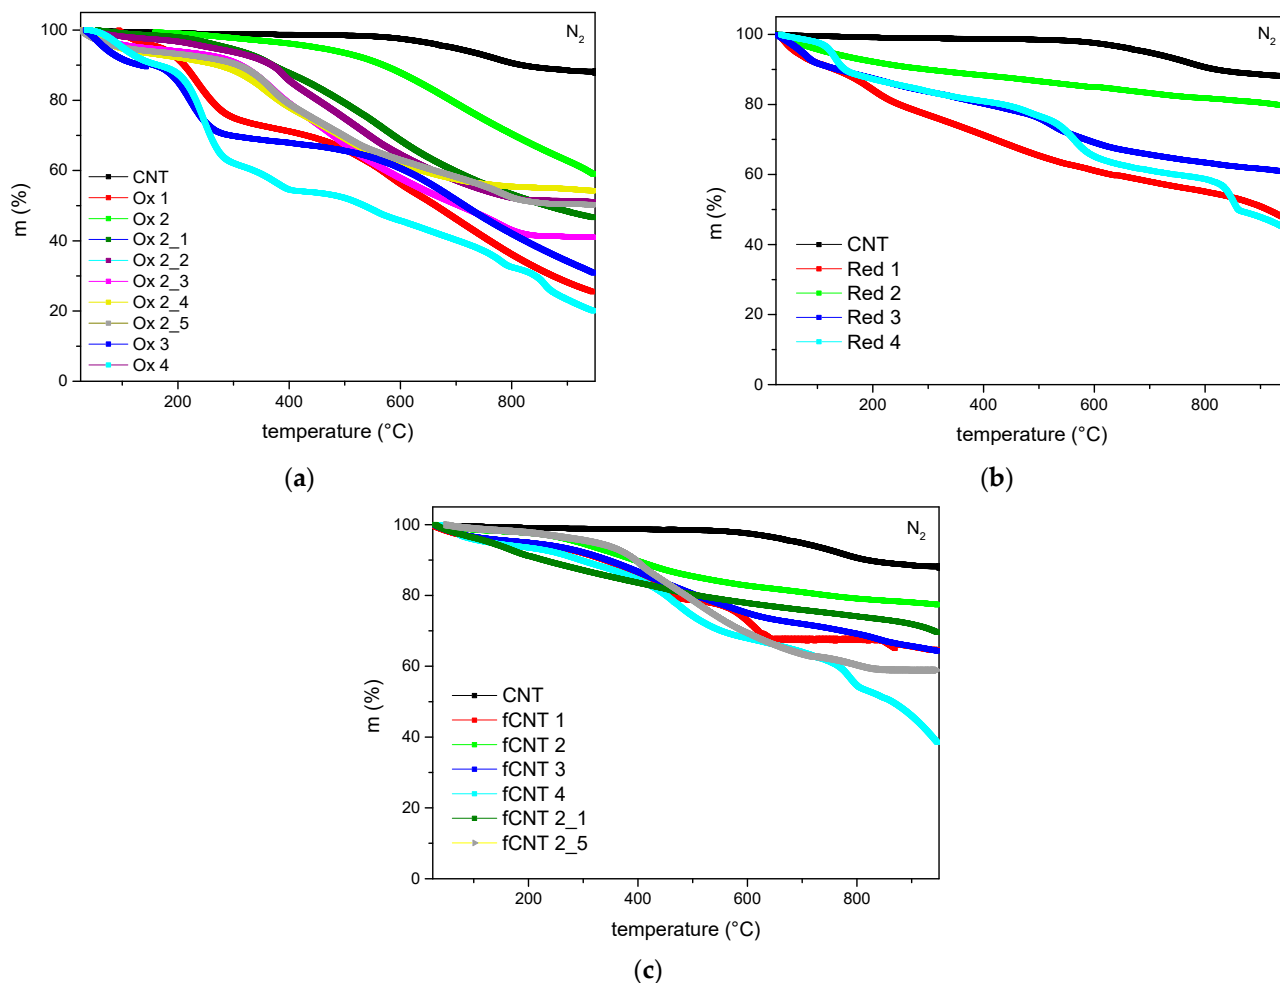 N2
100
80
60
40
20
0
m (%)
CNT
Ox 1
Ox 2
Ox 2_1
Ox 2_2
Ox 2_3
Ox 2_4
Ox 2_5
Ox 3
Ox 4
200 400 600 800
temperature (°C)
(a)
N2
100
80
60
40
20
0
m (%)
CNT
Red 1
Red 2
Red 3
Red 4
200 400 600 800
temperature (°C)
(b)
N2
100
80
60
40
20
0
m (%)
CNT
fCNT 1
fCNT 2
fCNT 3
fCNT 4
fCNT 2_1
fCNT 2_5
200 400 600 800
temperature (°C)
(c)